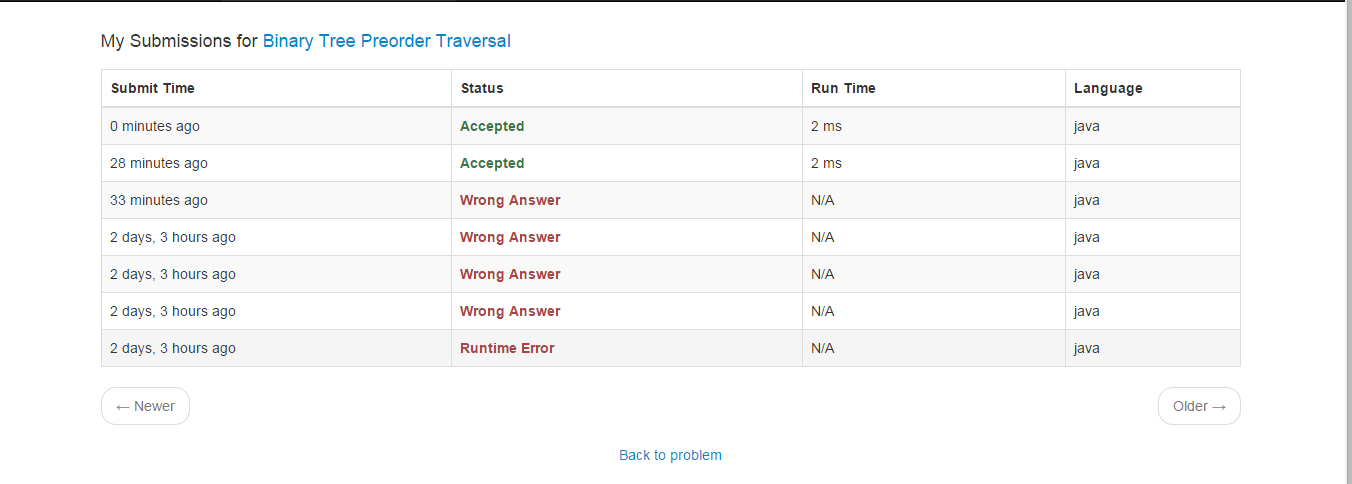 My Submissions for Binary Tree Preorder Traversal
Submit Time Status Run Time Language
0 minutes ago Accepted 2 ms java
28 minutes ago Accepted 2 ms java
33 minutes ago Wrong Answer N/A java
2 days, 3 hours ago Wrong Answer N/A java
2 days, 3 hours ago Wrong Answer N/A java
2 days, 3 hours ago Wrong Answer N/A java
2 days, 3 hours ago Runtime Error N/A java
← Newer Older →
Back to problem